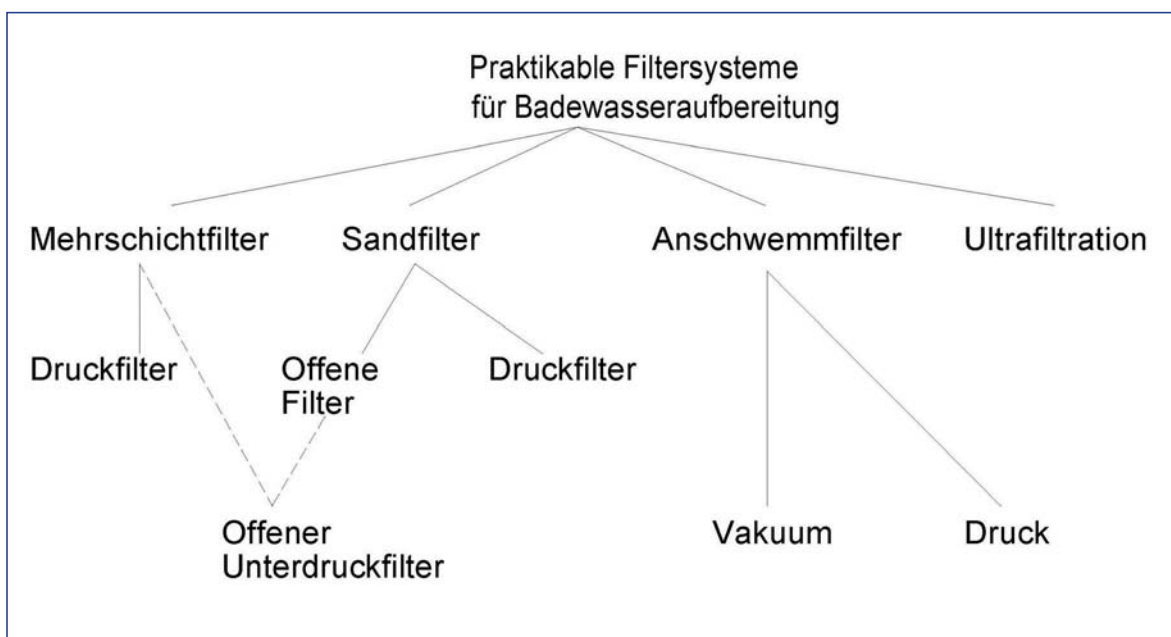 Praktikable Filtersysteme
für Badewasseraufbereitung
Mehrschichtfilter
Sandfilter
Anschwemmfilter
Ultrafiltration
Druckfilter
Offene
Filter
Druckfilter
Offener
Unterdruckfilter
Vakuum
Druck